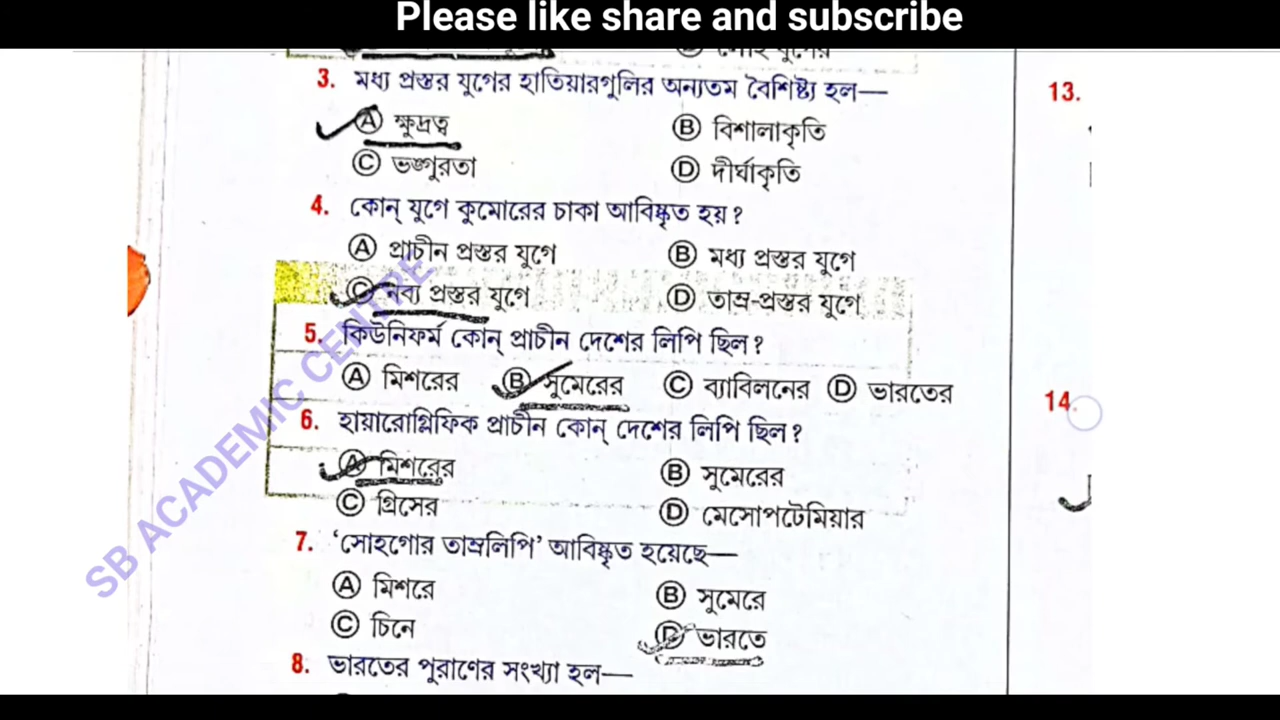 Please like share and subscribe
3. মধ্য প্রস্তর যুগের হাতিয়ারগুলির অন্যতম বৈশিষ্ট্য হল—
Ⓐ ক্ষুদ্রত্ব Ⓑ বিশালাকৃতি
Ⓒ ভঙ্গুরতা Ⓓ দীর্ঘাকৃতি
4. কোন্ যুগে কুমোরের চাকা আবিষ্কৃত হয়?
Ⓐ প্রাচীন প্রস্তর যুগে Ⓑ মধ্য প্রস্তর যুগে
Ⓒ নব্য প্রস্তর যুগে Ⓓ তাম্র-প্রস্তর যুগে
5. কিউনিফর্ম কোন্ প্রাচীন দেশের লিপি ছিল?
Ⓐ মিশরের Ⓑ সুমেরের Ⓒ ব্যাবিলনের Ⓓ ভারতের
6. হায়ারোগ্লিফিক প্রাচীন কোন্ দেশের লিপি ছিল?
Ⓐ মিশরের Ⓑ সুমেরের
Ⓒ গ্রিসের Ⓓ মেসোপটেমিয়ার
7. ‘সোহগোর তাম্রলিপি’ আবিষ্কৃত হয়েছে—
Ⓐ মিশরে Ⓑ সুমেরে
Ⓒ চিনে Ⓓ ভারতে
8. ভারতের পুরাণের সংখ্যা হল—
13.
14.
SB ACADEMIC CENTRE